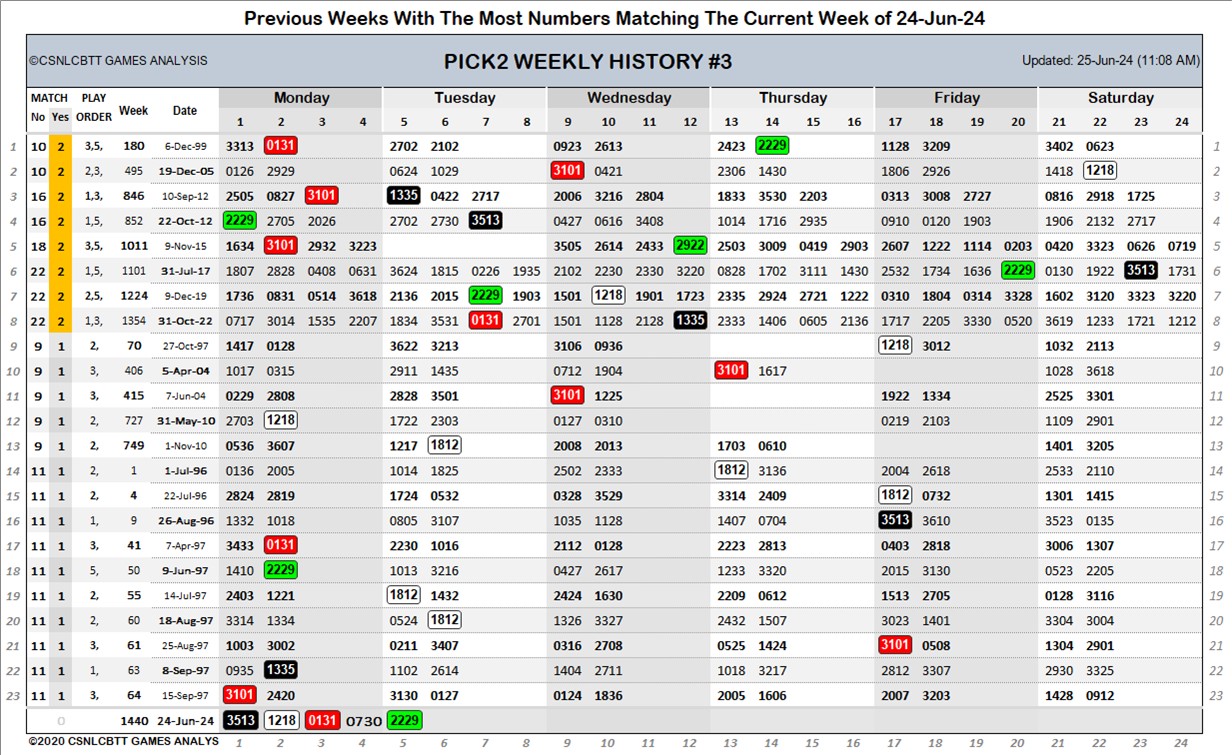 Previous Weeks With The Most Numbers Matching The Current Week of 24-Jun-24
©CSNLCBTT GAMES ANALYSIS PICK2 WEEKLY HISTORY #3 Updated: 25-Jun-24 (11:08 AM)
MATCH PLAY Week Date Monday Tuesday Wednesday Thursday Friday Saturday
No Yes ORDER 1 2 3 4 5 6 7 8 9 10 11 12 13 14 15 16 17 18 19 20 21 22 23 24
1 10 2 3,5, 180 6-Dec-99 3313 0131 2702 2102 0923 2613 2423 2229 1128 3209 3402 0623 1
2 10 2 2,3, 495 19-Dec-05 0126 2929 0624 1029 3101 0421 2306 1430 1806 2926 1418 1218 2
3 16 2 1,3, 846 10-Sep-12 2505 0827 3101 1335 0422 2717 2006 3216 2804 1833 3530 2203 0313 3008 2727 0816 2918 1725 3
4 16 2 1,5, 852 22-Oct-12 2229 2705 2026 2702 2730 3513 0427 0616 3408 1014 1716 2935 0910 0120 1903 1906 2132 2717 4
5 18 2 3,5, 1011 9-Nov-15 1634 3101 2932 3223 3505 2614 2433 2922 2503 3009 0419 2903 2607 1222 1114 0203 0420 3323 0626 0719 5
6 22 2 1,5, 1101 31-Jul-17 1807 2828 0408 0631 3624 1815 0226 1935 2102 2230 2330 3220 0828 1702 3111 1430 2532 1734 1636 2229 0130 1922 3513 1731 6
7 22 2 2,5, 1224 9-Dec-19 1736 0831 0514 3618 2136 2015 2229 1903 1501 1218 1901 1723 2335 2924 2721 1222 0310 1804 0314 3328 1602 3120 3323 3220 7
8 22 2 1,3, 1354 31-Oct-22 0717 3014 1535 2207 1834 3531 0131 2701 1501 1128 2128 1335 2333 1406 0605 2136 1717 2205 3330 0520 3619 1233 1721 1212 8
9 9 1 2, 70 27-Oct-97 1417 0128 3622 3213 3106 0936 1218 3012 1032 2113 9
10 9 1 3, 406 5-Apr-04 1017 0315 2911 1435 0712 1904 3101 1617 1028 3618 10
11 9 1 3, 415 7-Jun-04 0229 2808 2828 3501 3101 1225 1922 1334 2525 3301 11
12 9 1 2, 727 31-May-10 2703 1218 1722 2303 0127 0310 0219 2103 1109 2901 12
13 9 1 2, 749 1-Nov-10 0536 3607 1217 1812 2008 2013 1703 0610 1401 3205 13
14 11 1 2, 1 1-Jul-96 0136 2005 1014 1825 2502 2333 1812 3136 2004 2618 2533 2110 14
15 11 1 2, 4 22-Jul-96 2824 2819 1724 0532 0328 3529 3314 2409 1812 0732 1301 1415 15
16 11 1 1, 9 26-Aug-96 1332 1018 0805 3107 1035 1128 1407 0704 3513 3610 3523 0135 16
17 11 1 3, 41 7-Apr-97 3433 0131 2230 1016 2112 0128 2223 2813 0403 2818 3006 1307 17
18 11 1 5, 50 9-Jun-97 1410 2229 1013 3216 0427 2617 1233 3320 2015 3130 0523 2205 18
19 11 1 2, 55 14-Jul-97 2403 1221 1812 1432 2424 1630 2209 0612 1513 2705 0128 3116 19
20 11 1 2, 60 18-Aug-97 3314 1334 0524 1812 1326 3327 2432 1507 3023 1401 3304 3004 20
21 11 1 3, 61 25-Aug-97 1003 3002 0211 3407 0316 2708 0525 1424 3101 0508 1304 2901 21
22 11 1 1, 63 8-Sep-97 0935 1335 1102 2614 1404 2711 1018 3217 2812 3307 2930 3325 22
23 11 1 3, 64 15-Sep-97 3101 2420 3130 0127 0124 1836 2005 1606 2007 3203 1428 0912 23
0 1440 24-Jun-24 3513 1218 0131 0730 2229
©2020 CSNLCBTT GAMES ANALYS 1 2 3 4 5 6 7 8 9 10 11 12 13 14 15 16 17 18 19 20 21 22 23 24